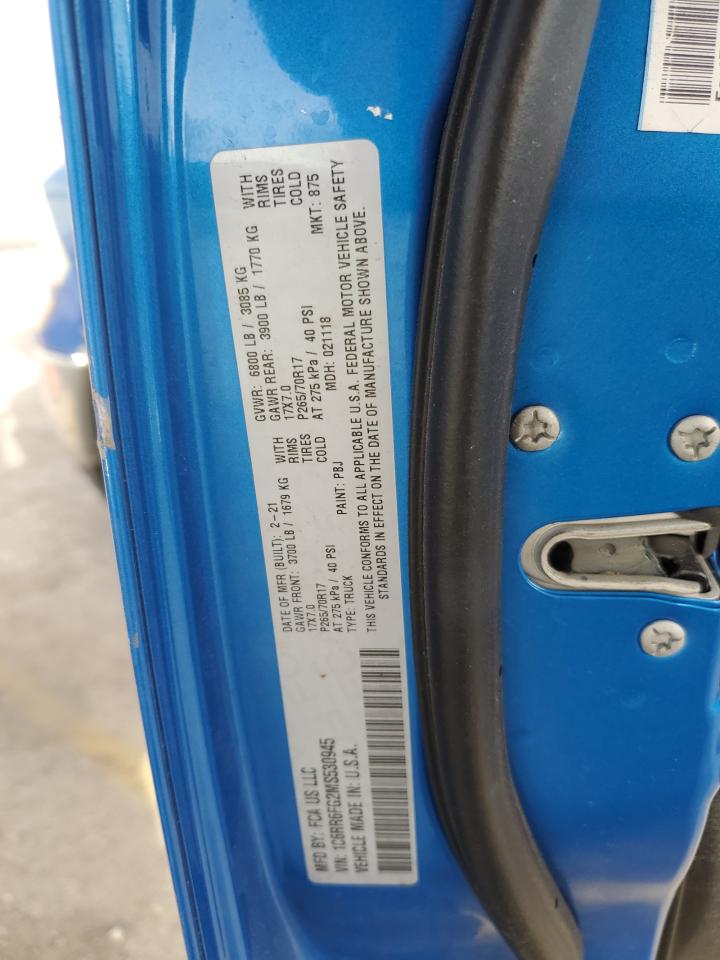 MFD BY: FCA US LLC
DATE OF MFR (BUILT): 2-21
GVWR: 6800 LB / 3085 KG
GAWR FRONT: 3700 LB / 1679 KG WITH
GAWR REAR: 3900 LB / 1770 KG WITH
17X7.0 RIMS
17X7.0 RIMS
P265/70R17 TIRES
P265/70R17 TIRES
AT 275 kPa / 40 PSI COLD
AT 275 kPa / 40 PSI COLD
VIN: 1C6RR6FG2MS530945
TYPE: TRUCK
PAINT: PBJ
MDH: 021118
MKT: 875
VEHICLE MADE IN: U.S.A.
THIS VEHICLE CONFORMS TO ALL APPLICABLE U.S.A. FEDERAL MOTOR VEHICLE SAFETY
STANDARDS IN EFFECT ON THE DATE OF MANUFACTURE SHOWN ABOVE.